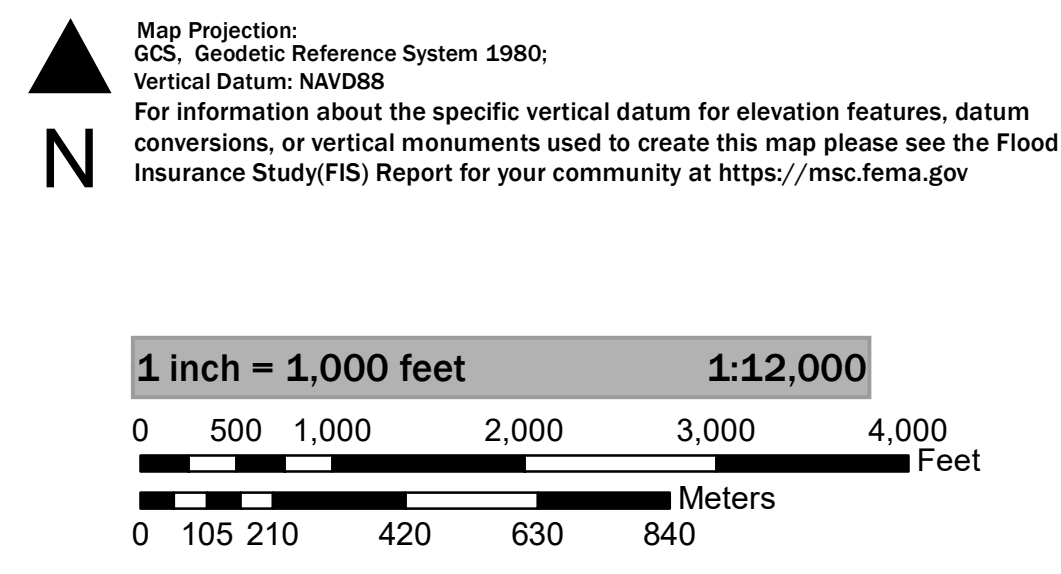 Map Projection:
GCS, Geodetic Reference System 1980;
Vertical Datum: NAVD88
For information about the specific vertical datum for elevation features, datum
conversions, or vertical monuments used to create this map please see the Flood
Insurance Study(FIS) Report for your community at https://msc.fema.gov
N
1 inch = 1,000 feet 1:12,000
0 500 1,000 2,000 3,000 4,000
Feet
Meters
0 105 210 420 630 840